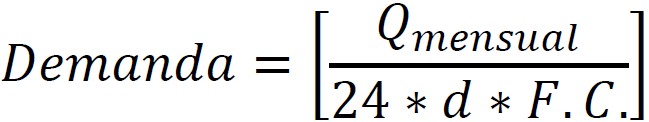 Demanda = [Q_mensual / 24 * d * F.C.]